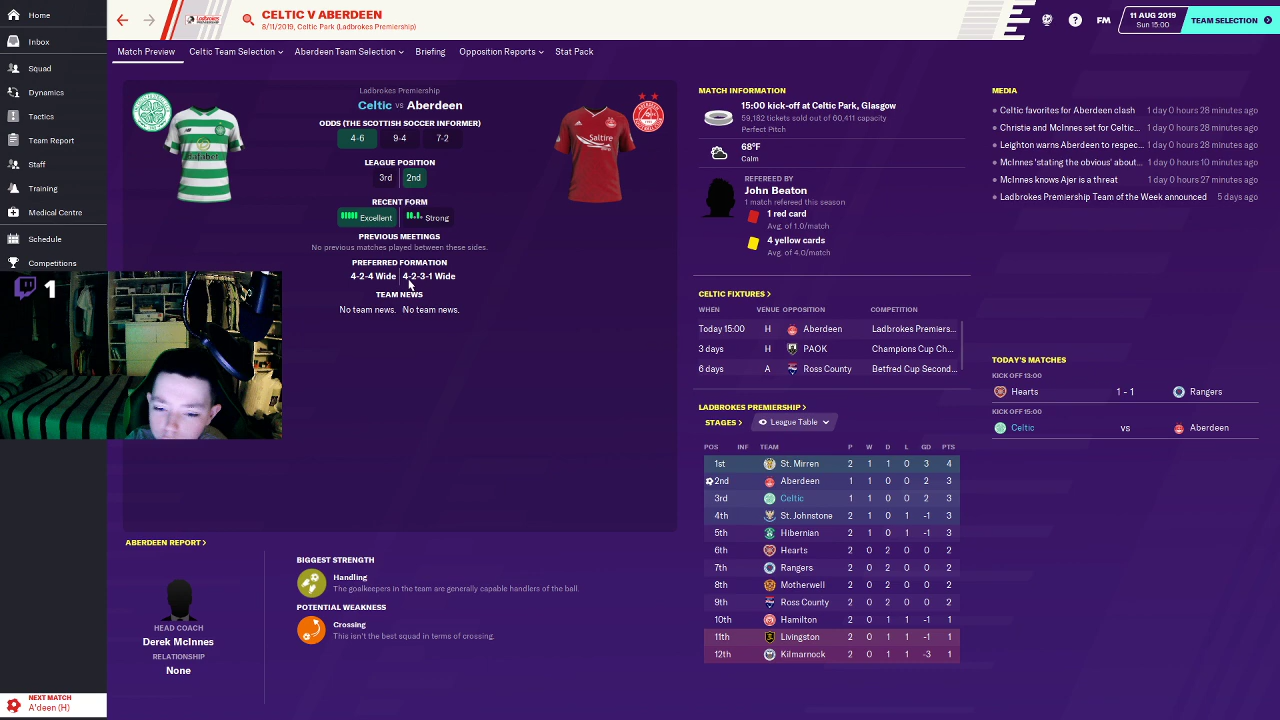 Home
Inbox
Squad
Dynamics
Tactics
Team Report
Staff
Training
Medical Centre
Schedule
Competitions
NEXT MATCH
A'deen (H)
1
CELTIC V ABERDEEN
8/11/2019, Celtic Park (Ladbrokes Premiership)
? FM
11 AUG 2019
Sun 15:00
TEAM SELECTION
Match Preview Celtic Team Selection Aberdeen Team Selection Briefing Opposition Reports Stat Pack
Ladbrokes Premiership
Celtic vs Aberdeen
ODDS (THE SCOTTISH SOCCER INFORMER)
4-6 9-4 7-2
LEAGUE POSITION
3rd 2nd
RECENT FORM
Excellent Strong
PREVIOUS MEETINGS
No previous matches played between these sides.
PREFERRED FORMATION
4-2-4 Wide 4-2-3-1 Wide
TEAM NEWS
No team news. No team news.
Saltire
ABERDEEN REPORT
HEAD COACH
Derek McInnes
RELATIONSHIP
None
BIGGEST STRENGTH
Handling
The goalkeepers in the team are generally capable handlers of the ball.
POTENTIAL WEAKNESS
Crossing
This isn't the best squad in terms of crossing.
MATCH INFORMATION
15:00 kick-off at Celtic Park, Glasgow
59,182 tickets sold out of 60,411 capacity
Perfect Pitch
68°F
Calm
REFEREED BY
John Beaton
1 match refereed this season
1 red card
Avg. of 1.0/match
4 yellow cards
Avg. of 4.0/match
CELTIC FIXTURES
WHEN VENUE OPPOSITION COMPETITION
Today 15:00 H Aberdeen Ladbrokes Premiers...
3 days H PAOK Champions Cup Ch...
6 days A Ross County Betfred Cup Second...
LADBROKES PREMIERSHIP
STAGES League Table
POS INF TEAM P W D L GD PTS
1st St. Mirren 2 1 1 0 3 4
2nd Aberdeen 1 1 0 0 2 3
3rd Celtic 1 1 0 0 2 3
4th St. Johnstone 2 1 0 1 -1 3
5th Hibernian 2 1 0 1 -1 3
6th Hearts 2 0 2 0 0 2
7th Rangers 2 0 2 0 0 2
8th Motherwell 2 0 2 0 0 2
9th Ross County 2 0 2 0 0 2
10th Hamilton 2 0 1 1 -1 1
11th Livingston 2 0 1 1 -1 1
12th Kilmarnock 2 0 1 1 -3 1
MEDIA
Celtic favorites for Aberdeen clash 1 day 0 hours 28 minutes ago
Christie and McInnes set for Celtic... 1 day 0 hours 28 minutes ago
Leighton warns Aberdeen to respec... 1 day 0 hours 28 minutes ago
McInnes 'stating the obvious' about... 1 day 0 hours 10 minutes ago
McInnes knows Ajer is a threat 1 day 0 hours 27 minutes ago
Ladbrokes Premiership Team of the Week announced 5 days ago
TODAY'S MATCHES
KICK OFF 13:00
Hearts 1 - 1 Rangers
KICK OFF 15:00
Celtic vs Aberdeen